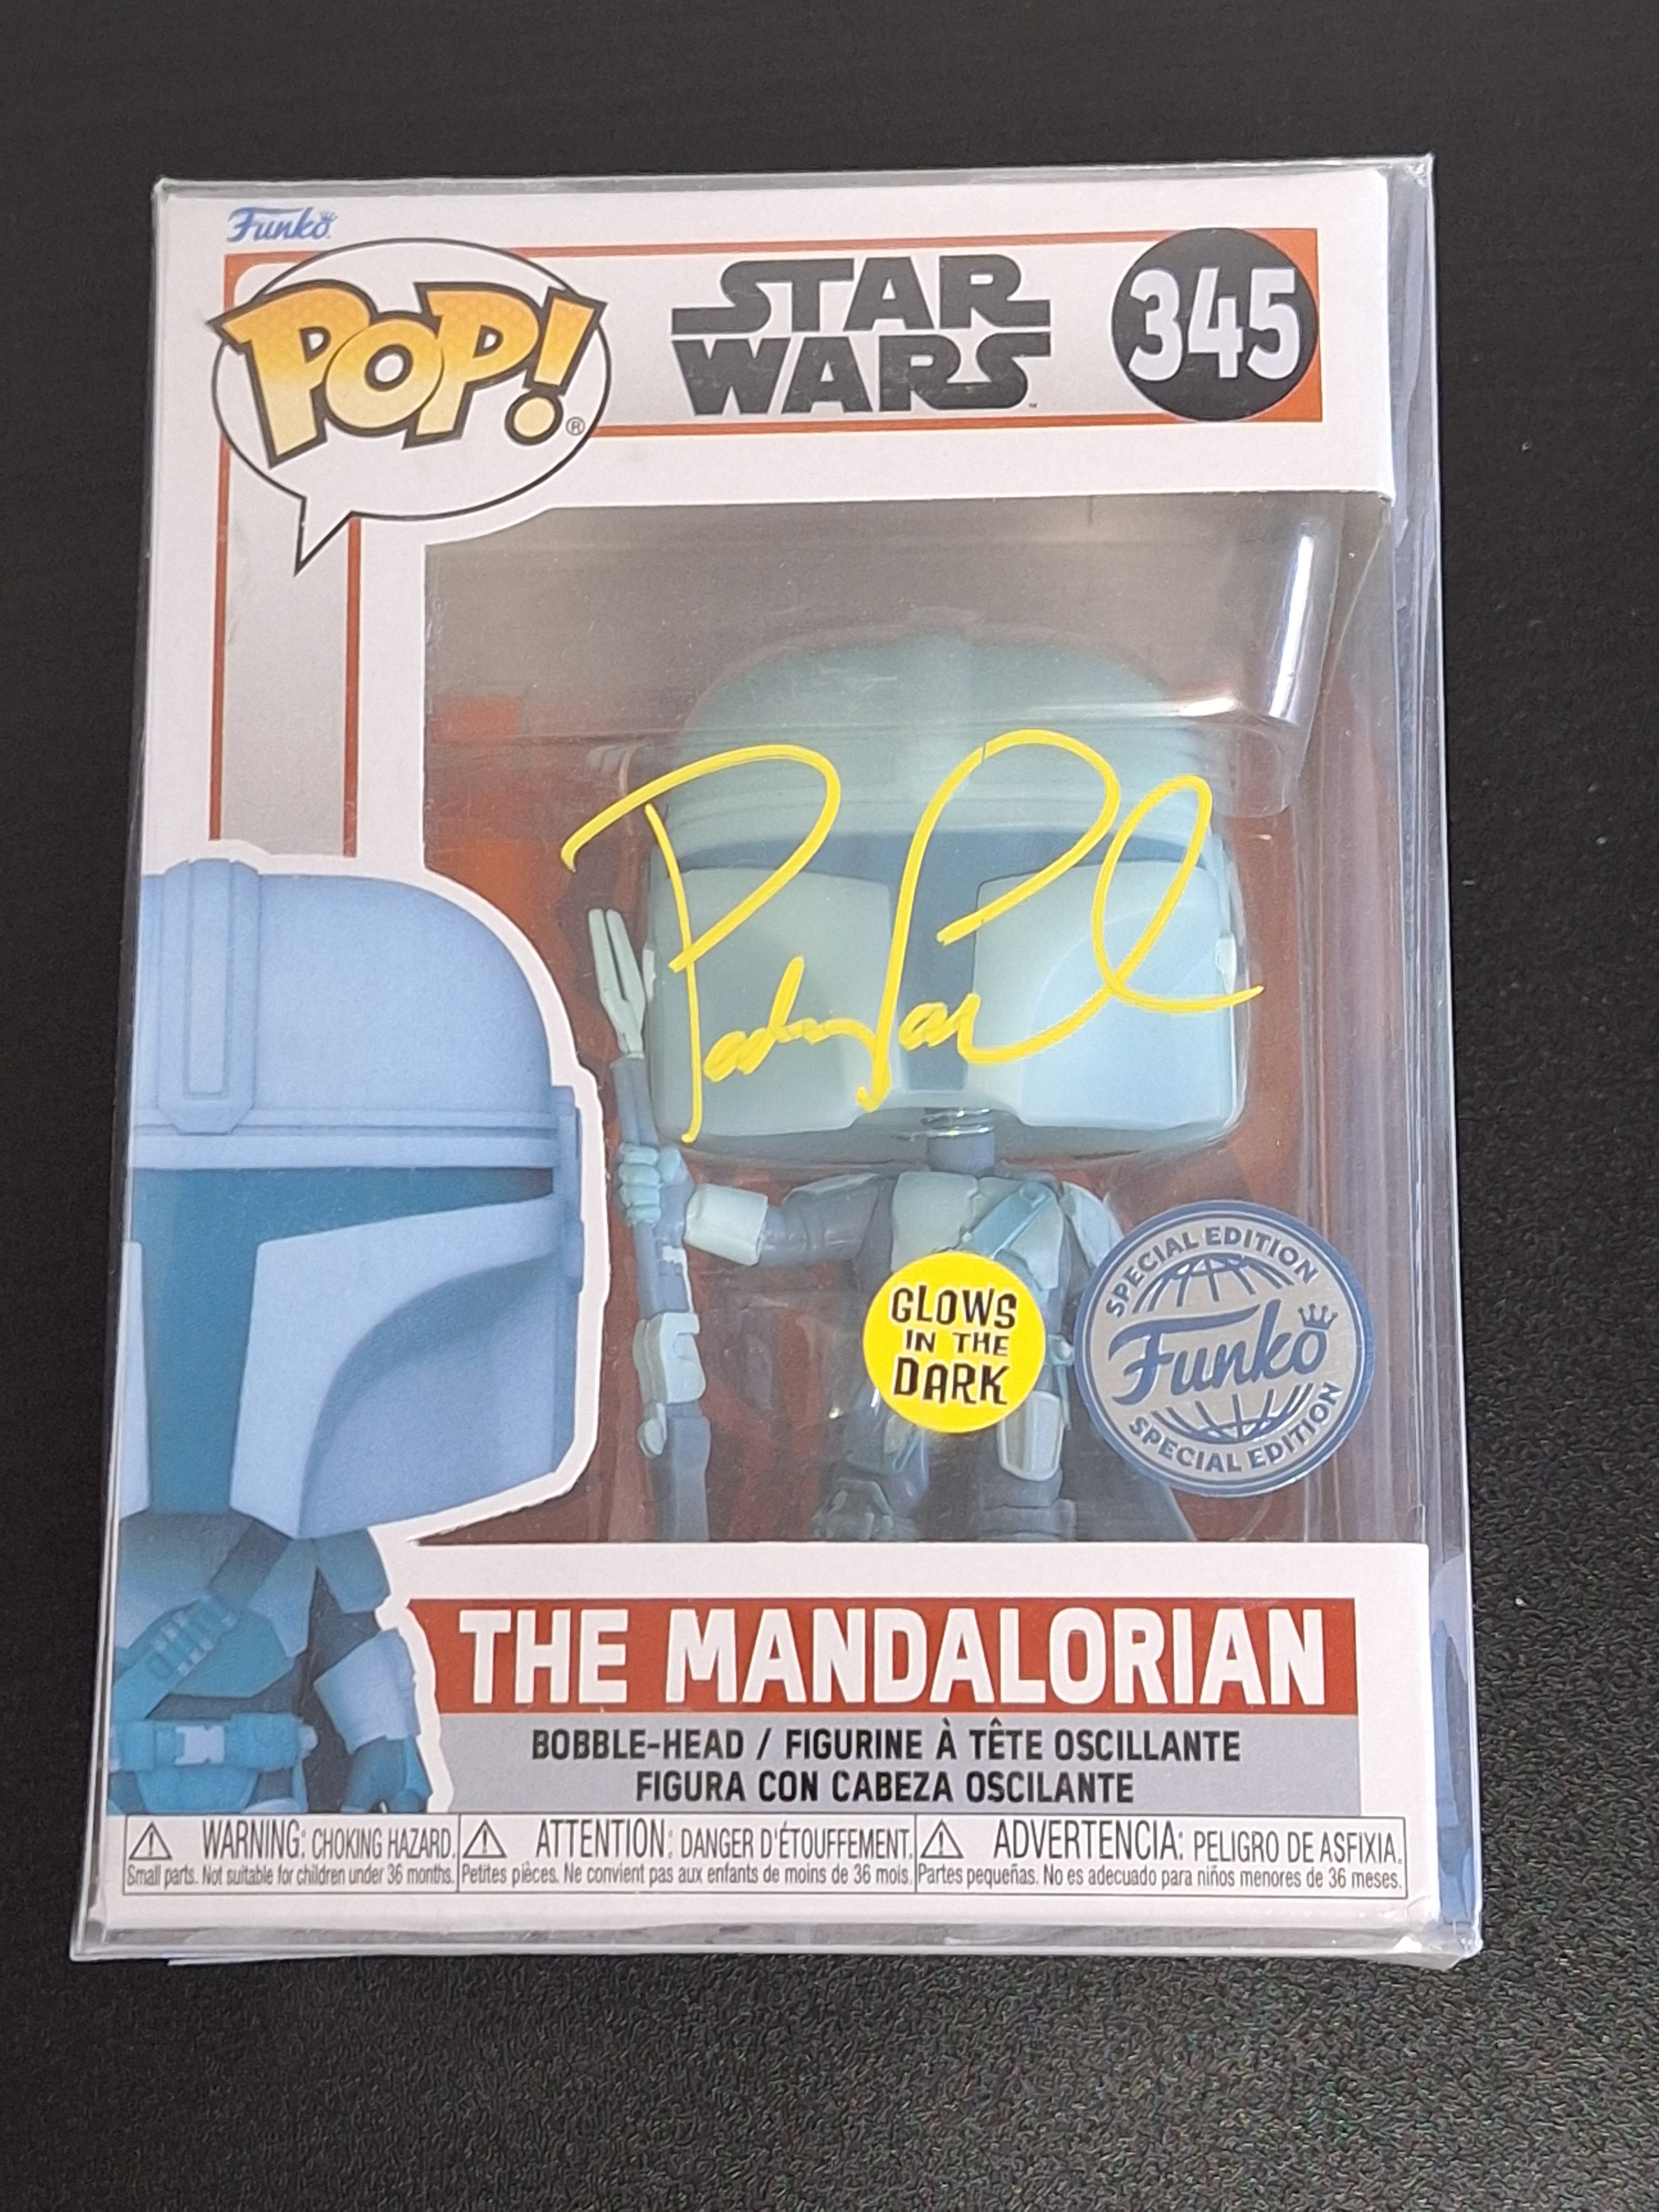 Funko
POP!®
STAR
WARS™
345
GLOWS
IN THE
DARK
SPECIAL EDITION
Funko
SPECIAL EDITION
THE MANDALORIAN
BOBBLE-HEAD / FIGURINE À TÊTE OSCILLANTE
FIGURA CON CABEZA OSCILANTE
WARNING: CHOKING HAZARD.
Small parts. Not suitable for children under 36 months.
ATTENTION: DANGER D'ÉTOUFFEMENT.
Petites pièces. Ne convient pas aux enfants de moins de 36 mois.
ADVERTENCIA: PELIGRO DE ASFIXIA.
Partes pequeñas. No es adecuado para niños menores de 36 meses.